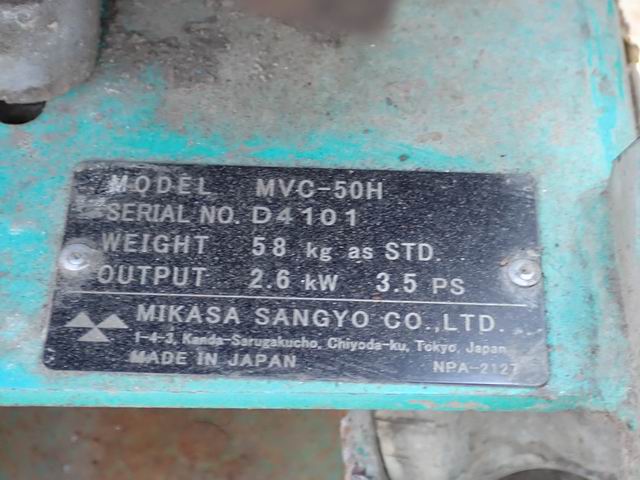 MODEL MVC-50H
SERIAL NO. D4101
WEIGHT 58 kg as STD.
OUTPUT 2.6 kW 3.5 PS
MIKASA SANGYO CO.,LTD.
1-4-3, Kanda-Sarugakucho, Chiyoda-ku, Tokyo, Japan
MADE IN JAPAN NPA-2127